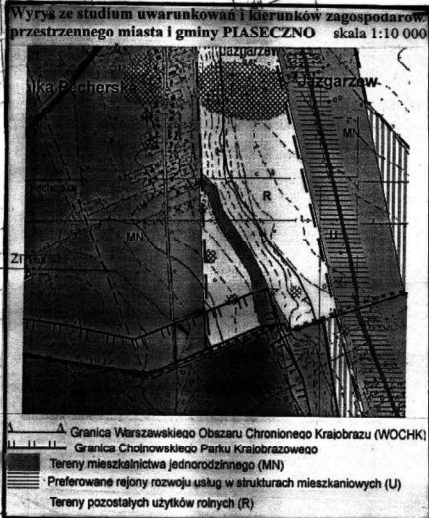 Wyrys ze studium uwarunkowań i kierunków zagospodarow.
przestrzennego miasta i gminy PIASECZNO skala 1:10 000
Jazgarzew
Jazgarzew
Pęcherska
MN
R
MN
U
Granica Warszawskiego Obszaru Chronionego Krajobrazu (WOCHK)
Granica Chojnowskiego Parku Krajobrazowego
Tereny mieszkalnictwa jednorodzinnego (MN)
Preferowane rejony rozwoju usług w strukturach mieszkaniowych (U)
Tereny pozostałych użytków rolnych (R)